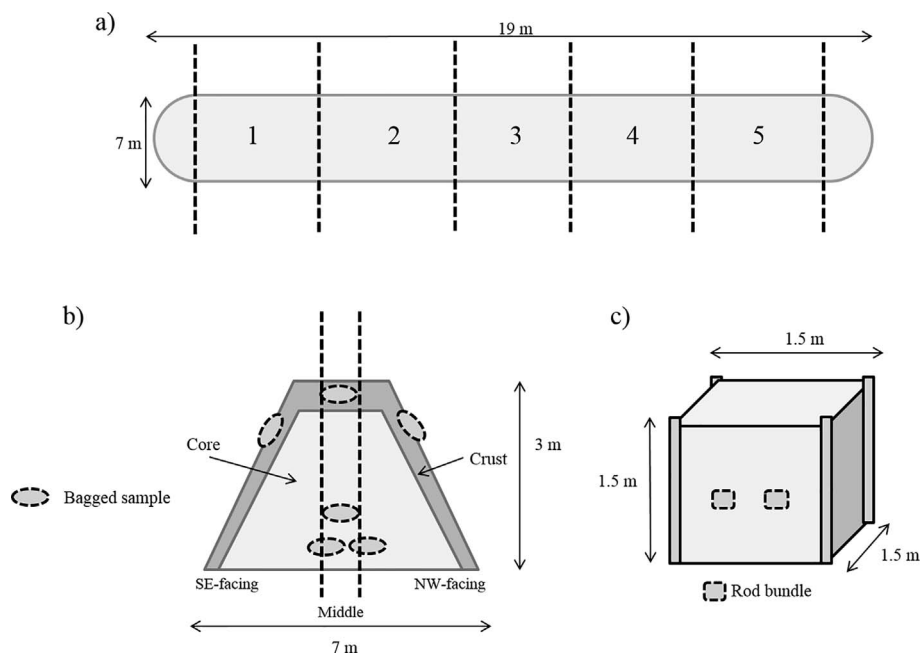 a)
19 m
7 m
1
2
3
4
5
b)
Core
Crust
3 m
Bagged sample
SE-facing
NW-facing
Middle
7 m
c)
1.5 m
1.5 m
1.5 m
Rod bundle